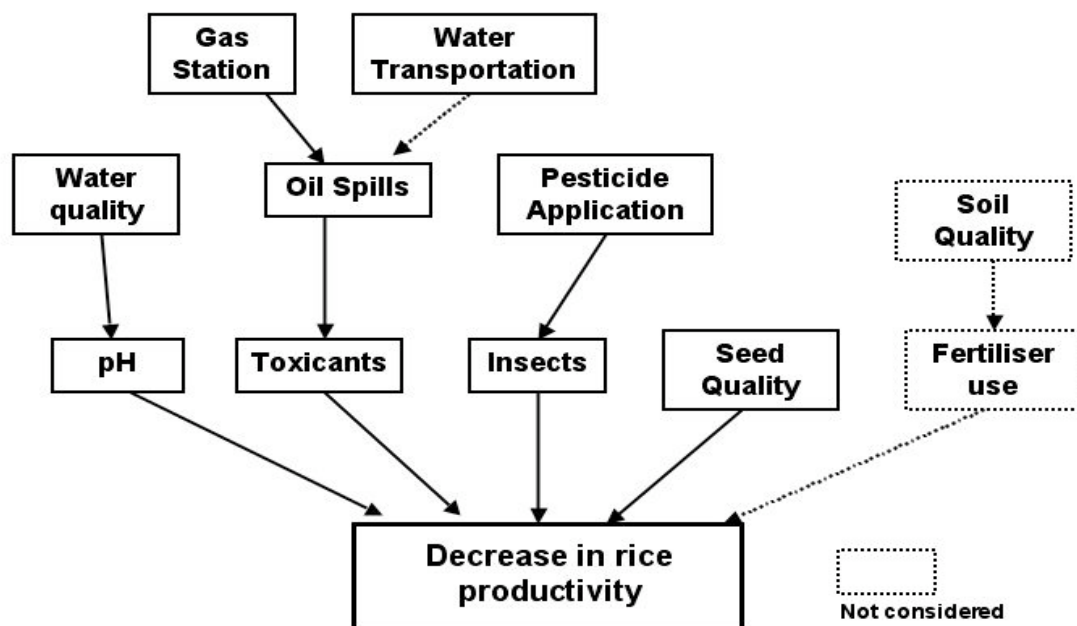 Gas
Station
Water
Transportation
Water
quality
Oil Spills
Pesticide
Application
Soil
Quality
pH
Toxicants
Insects
Seed
Quality
Fertiliser
use
Decrease in rice
productivity
Not considered